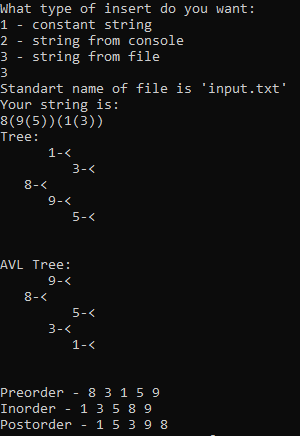 What type of insert do you want:
1 - constant string
2 - string from console
3 - string from file
3
Standart name of file is 'input.txt'
Your string is:
8(9(5))(1(3))
Tree:
      1-<
         3-<
   8-<
      9-<
         5-<
AVL Tree:
      9-<
   8-<
         5-<
      3-<
         1-<
Preorder - 8 3 1 5 9
Inorder - 1 3 5 8 9
Postorder - 1 5 3 9 8